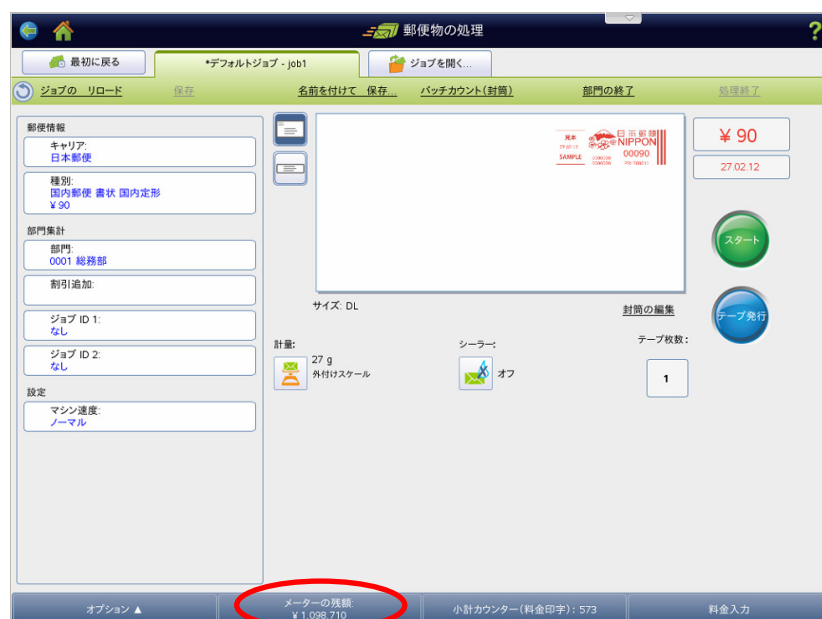 郵便物の処理
?
最初に戻る
*デフォルトジョブ - job1
ジョブを開く...
ジョブの リロード
保存
名前を付けて 保存...
バッチカウント(封筒)
部門の終了
処理終了
郵便情報
キャリア:
日本郵便
種別:
国内郵便 書状 国内定形
¥ 90
部門集計
部門:
0001 総務部
割引追加:
ジョブ ID 1:
なし
ジョブ ID 2:
なし
設定
マシン速度:
ノーマル
見本
SAMPLE
日本郵便
NIPPON
00090
¥ 90
27.02.12
スタート
サイズ: DL
封筒の編集
テープ発行
計量:
27 g
外付けスケール
シーラー:
オフ
テープ枚数:
1
オプション ▲
メーターの残額:
¥ 1,098,710
小計カウンター(料金印字): 573
料金入力